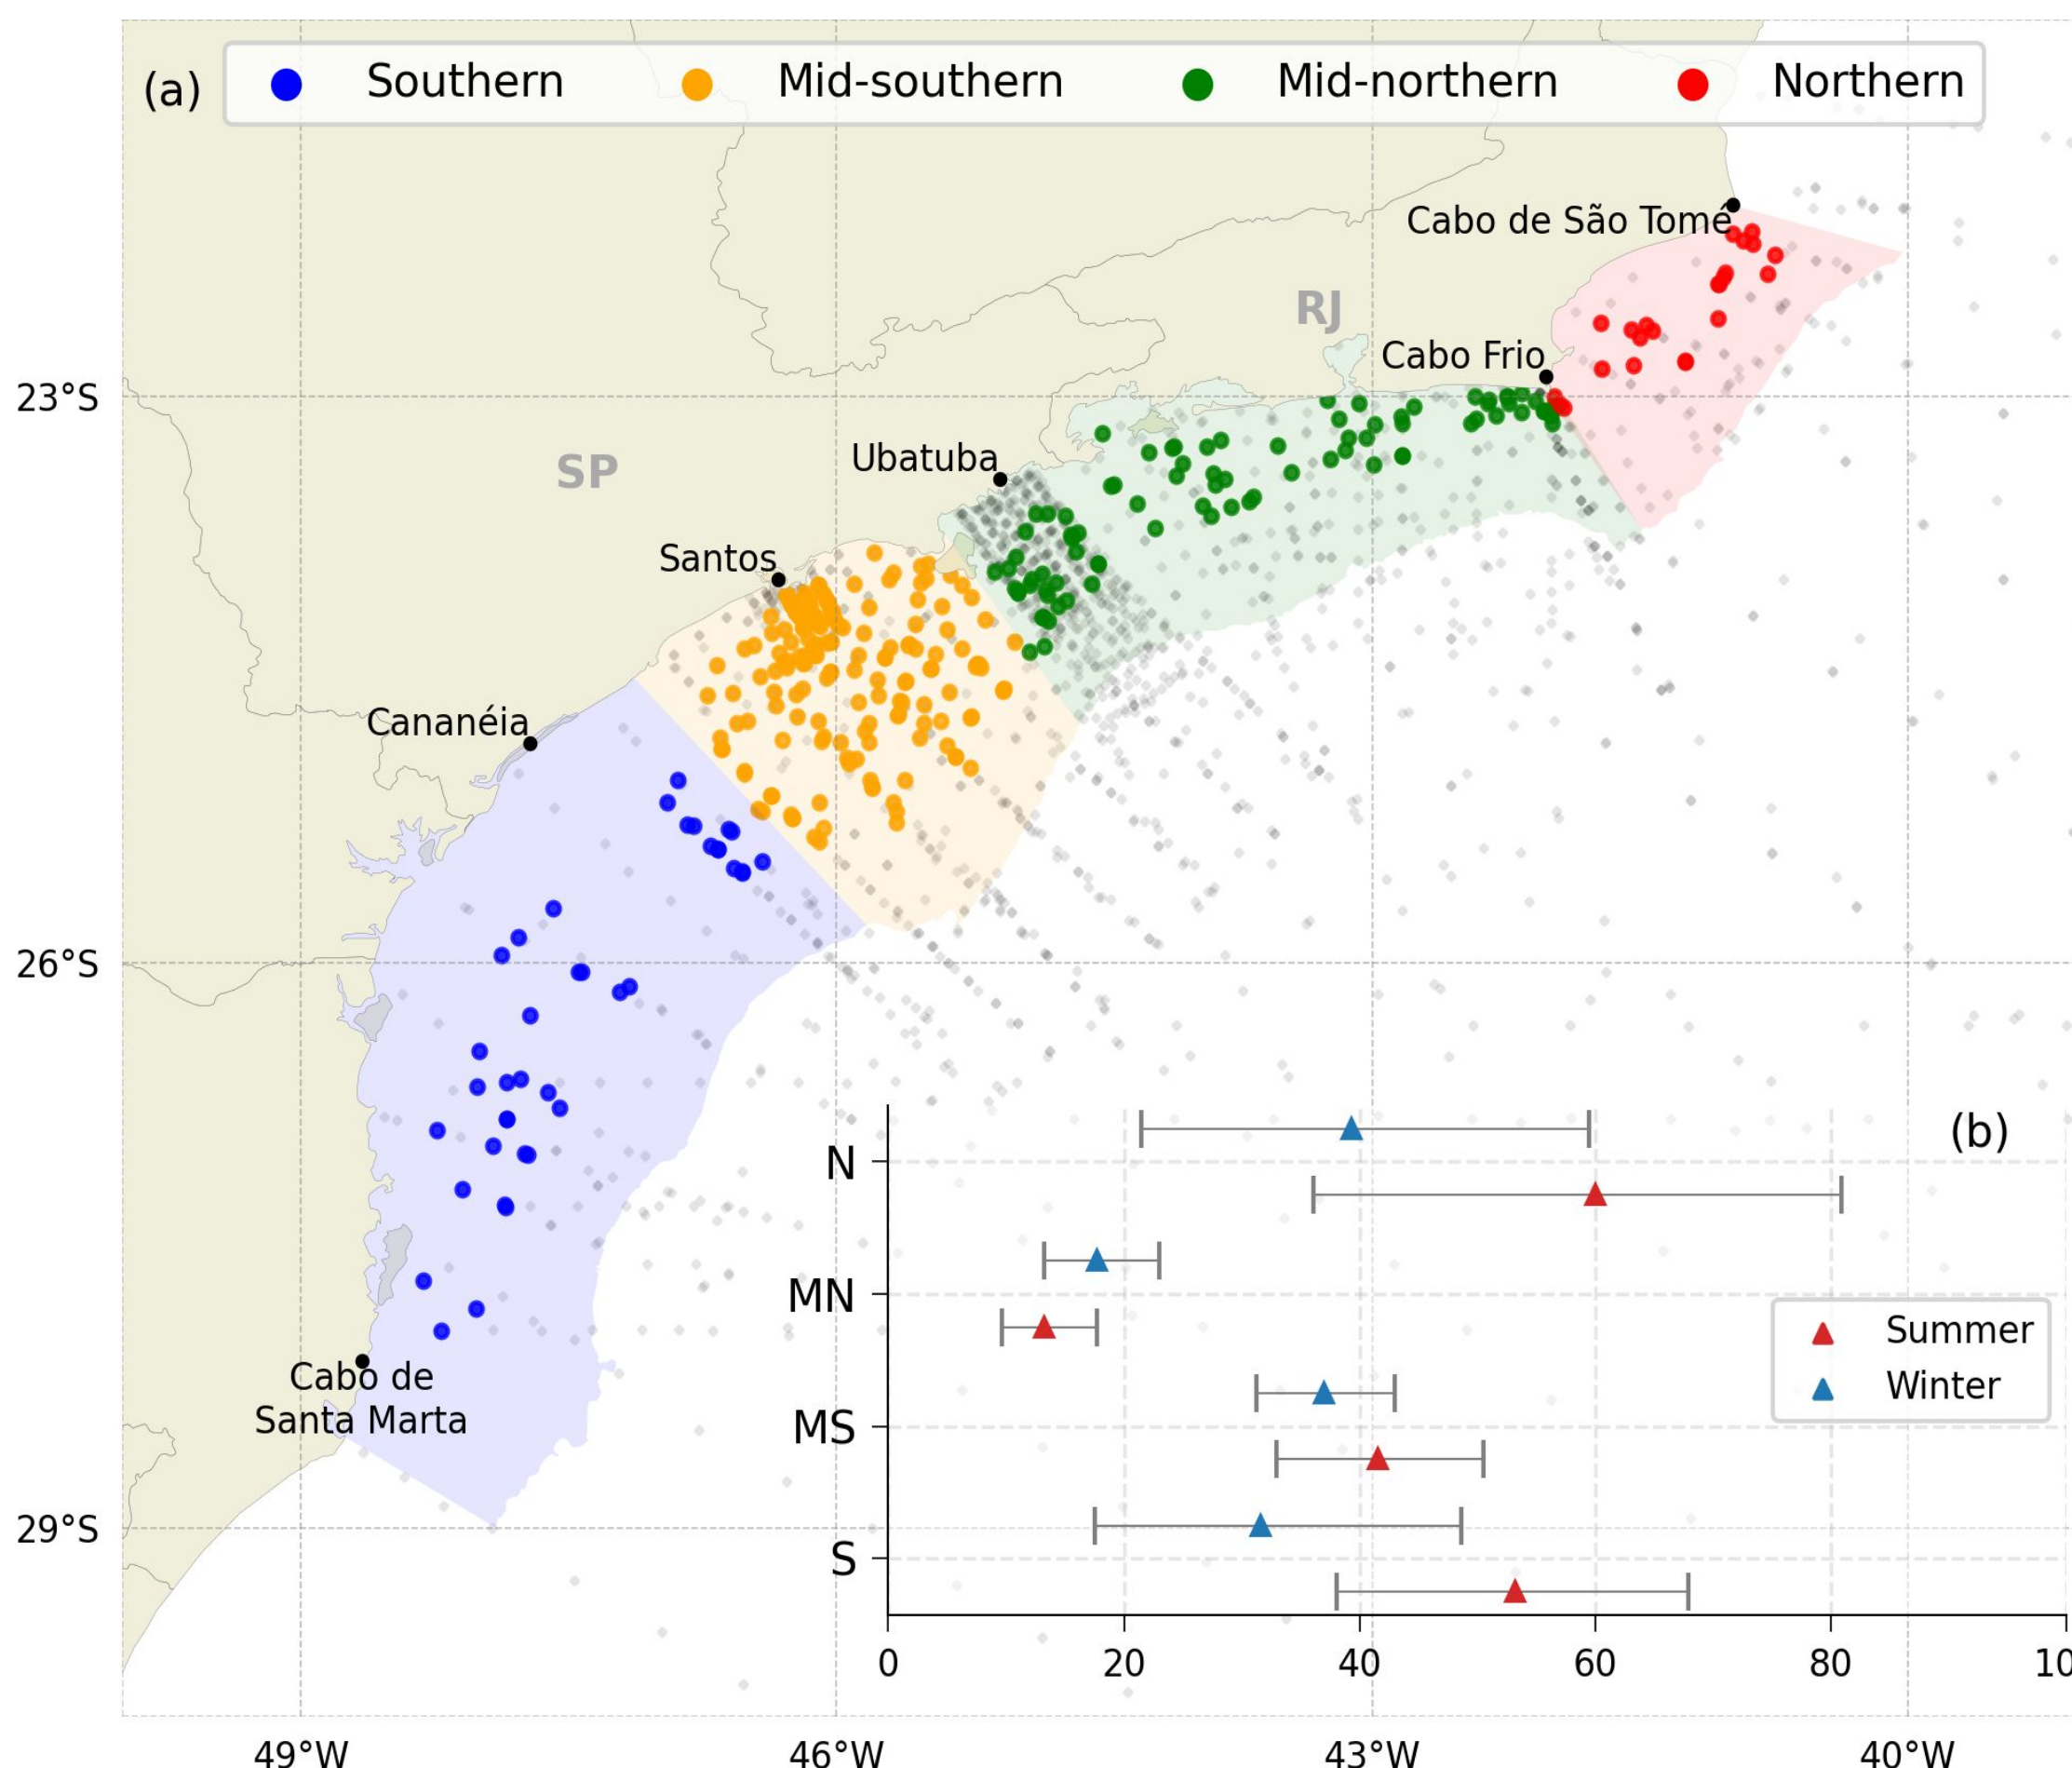 (a) Southern Mid-southern Mid-northern Northern
Cabo de São Tomé
RJ
Cabo Frio
23°S
Ubatuba
SP
Santos
Cananéia
26°S
(b)
N
MN
Summer
Cabo de
Winter
Santa Marta
MS
29°S
S
0 20 40 60 80 10
49°W 46°W 43°W 40°W